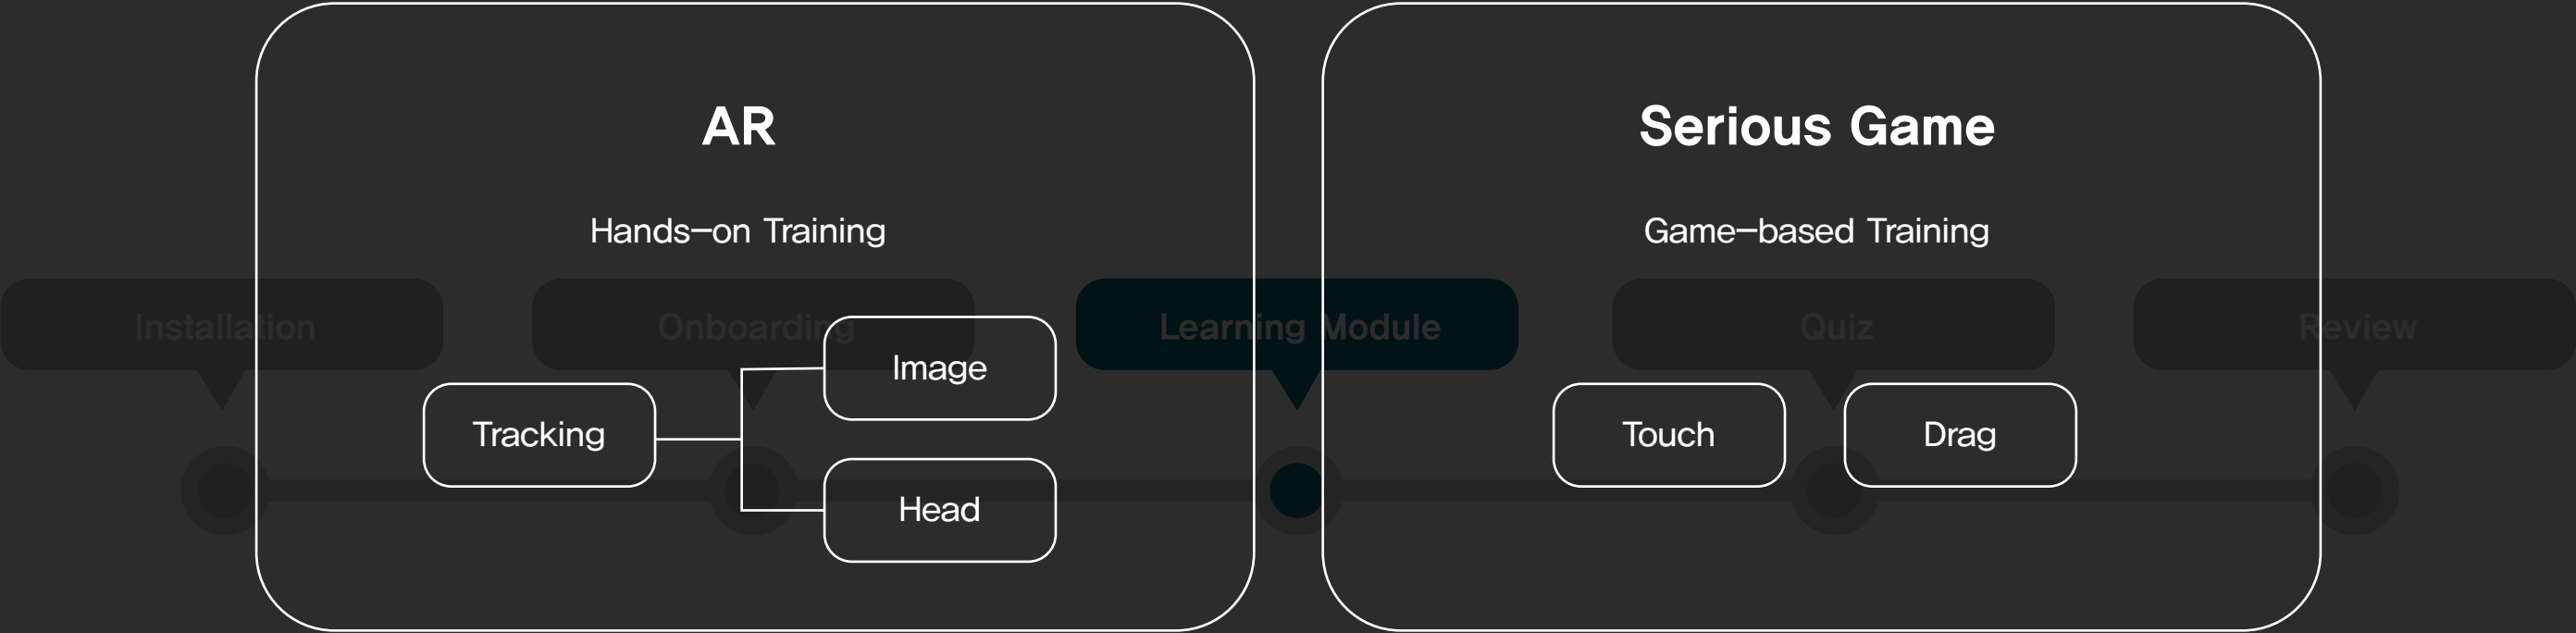 AR
Hands-on Training
Tracking
Image
Head
Serious Game
Game-based Training
Touch
Drag
Installation
Onboarding
Learning Module
Quiz
Review